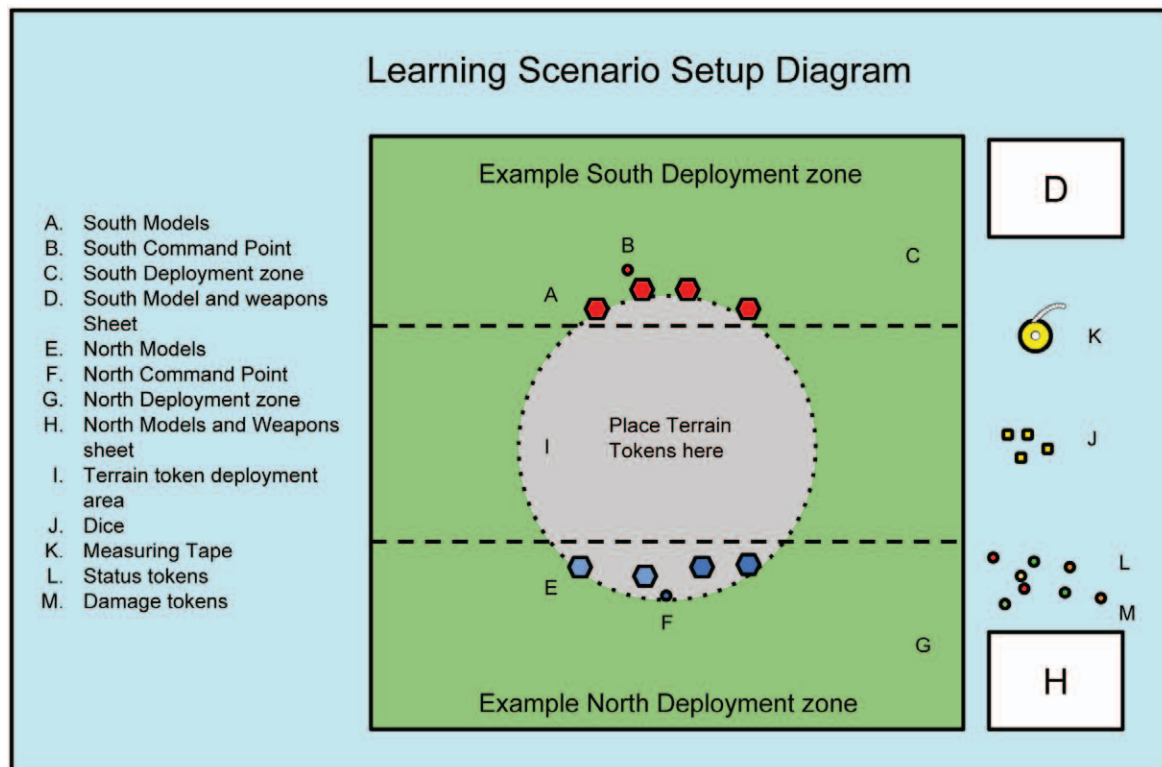 Learning Scenario Setup Diagram
Example South Deployment zone
D
A. South Models
B. South Command Point
C. South Deployment zone
D. South Model and weapons
Sheet
E. North Models
F. North Command Point
G. North Deployment zone
H. North Models and Weapons
sheet
I. Terrain token deployment
area
J. Dice
K. Measuring Tape
L. Status tokens
M. Damage tokens
B
C
A
K
Place Terrain
Tokens here
I
J
E
F
L
M
G
H
Example North Deployment zone